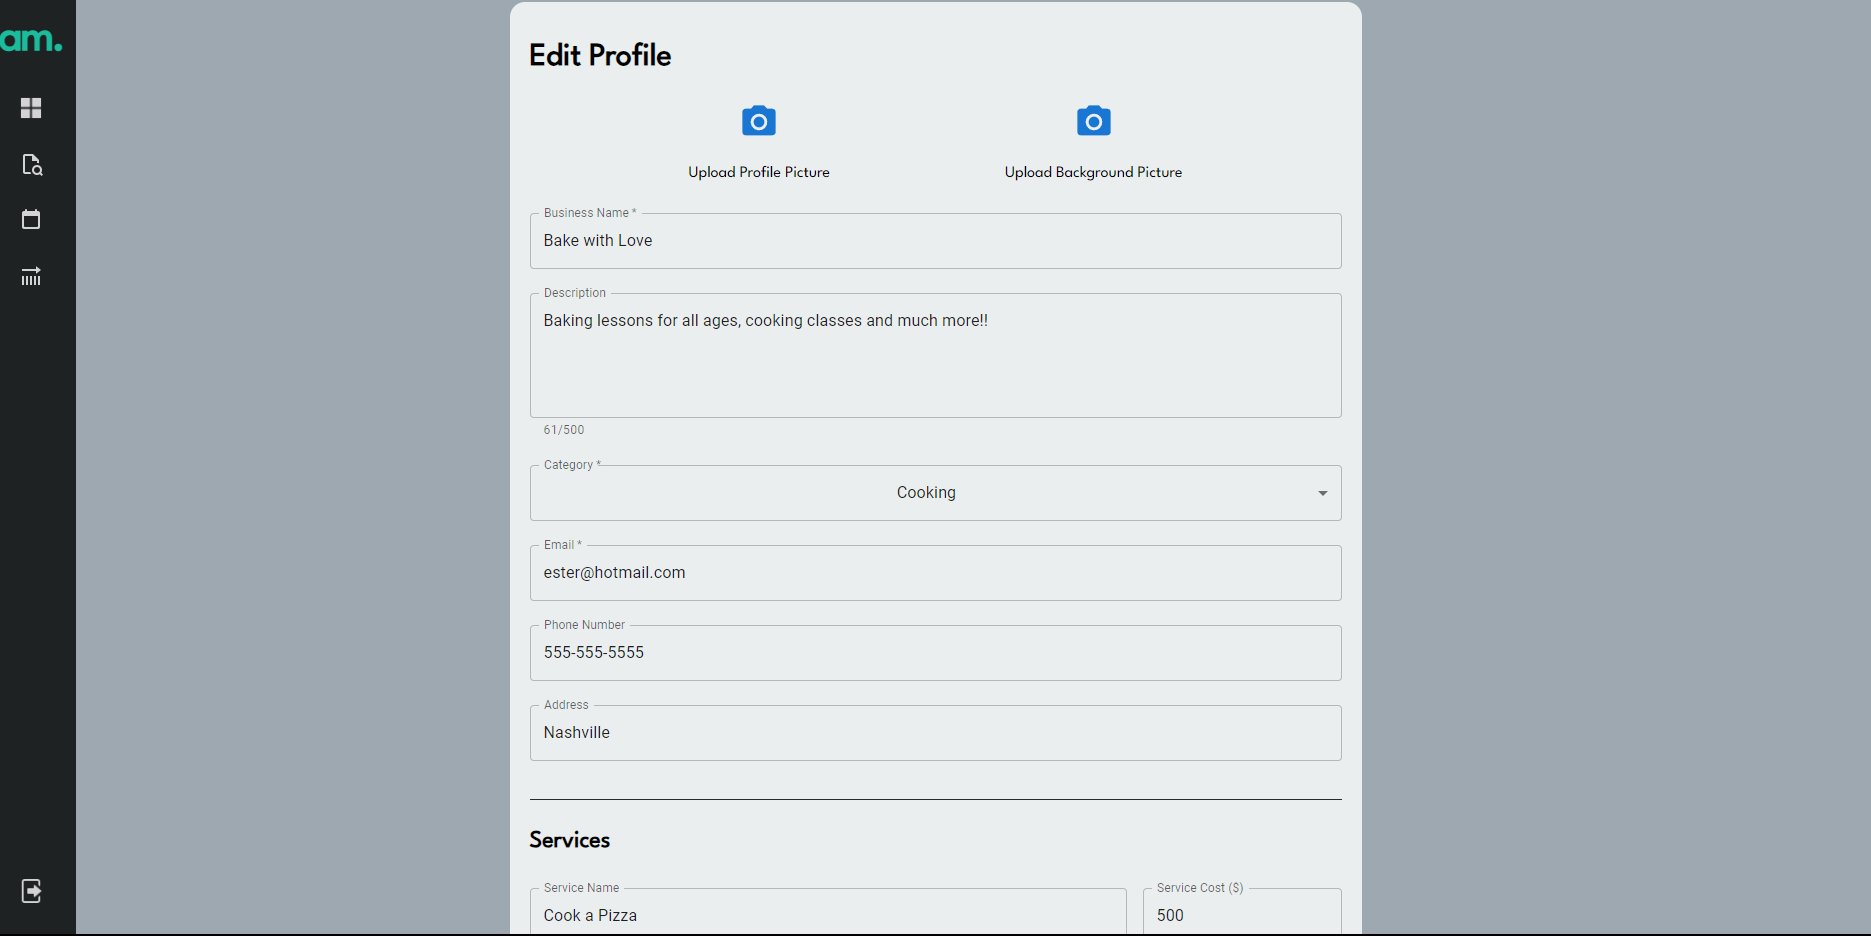 am.
Edit Profile
Upload Profile Picture
Upload Background Picture
Business Name *
Bake with Love
Description
Baking lessons for all ages, cooking classes and much more!!
61/500
Category *
Cooking
Email *
ester@hotmail.com
Phone Number
555-555-5555
Address
Nashville
Services
Service Name
Service Cost ($)
Cook a Pizza
500